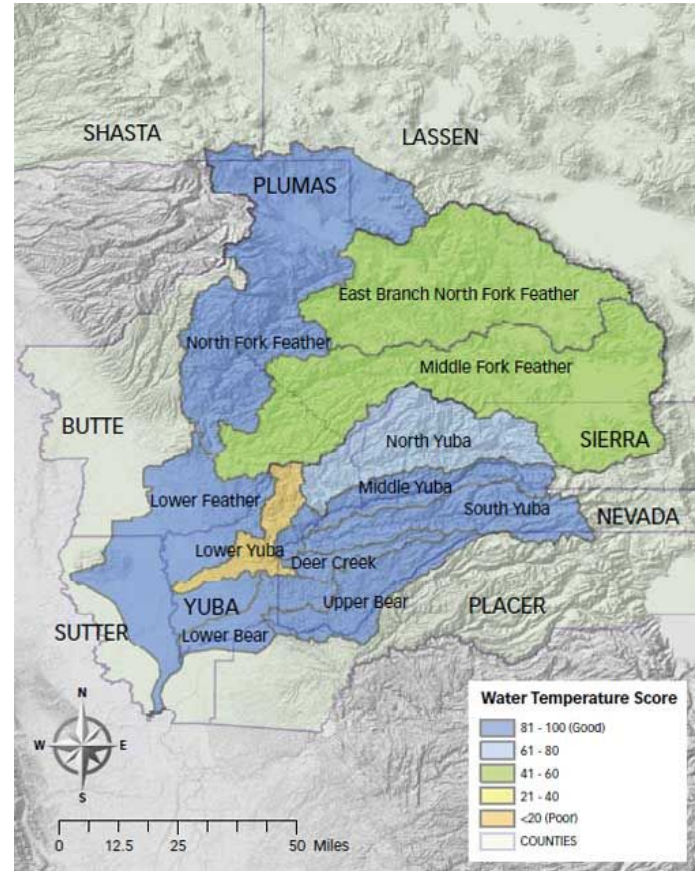 SHASTA
LASSEN
PLUMAS
East Branch North Fork Feather
North Fork Feather
Middle Fork Feather
BUTTE
North Yuba
SIERRA
Middle Yuba
Lower Feather
South Yuba
NEVADA
Lower Yuba
Deer Creek
YUBA
Upper Bear
PLACER
SUTTER
Lower Bear
N
W
E
S
0
12.5
25
50 Miles
Water Temperature Score
81 - 100 (Good)
61 - 80
41 - 60
21 - 40
<20 (Poor)
COUNTIES